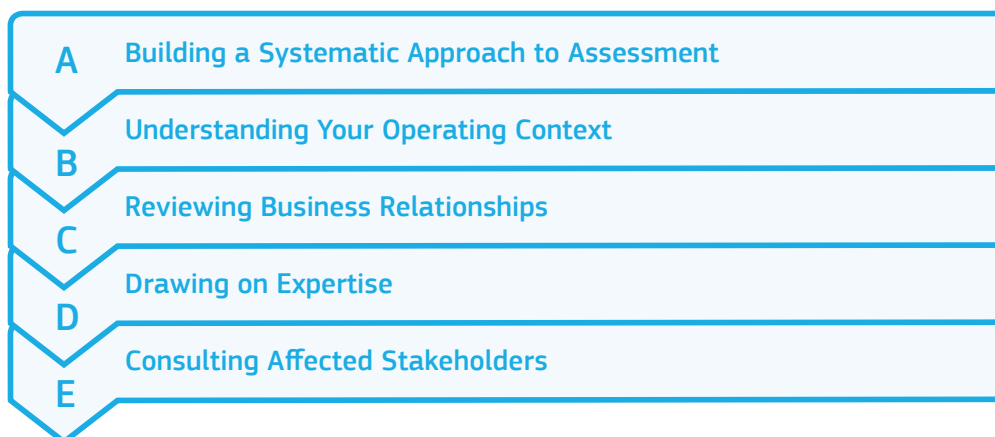 A Building a Systematic Approach to Assessment
B Understanding Your Operating Context
C Reviewing Business Relationships
D Drawing on Expertise
E Consulting Affected Stakeholders